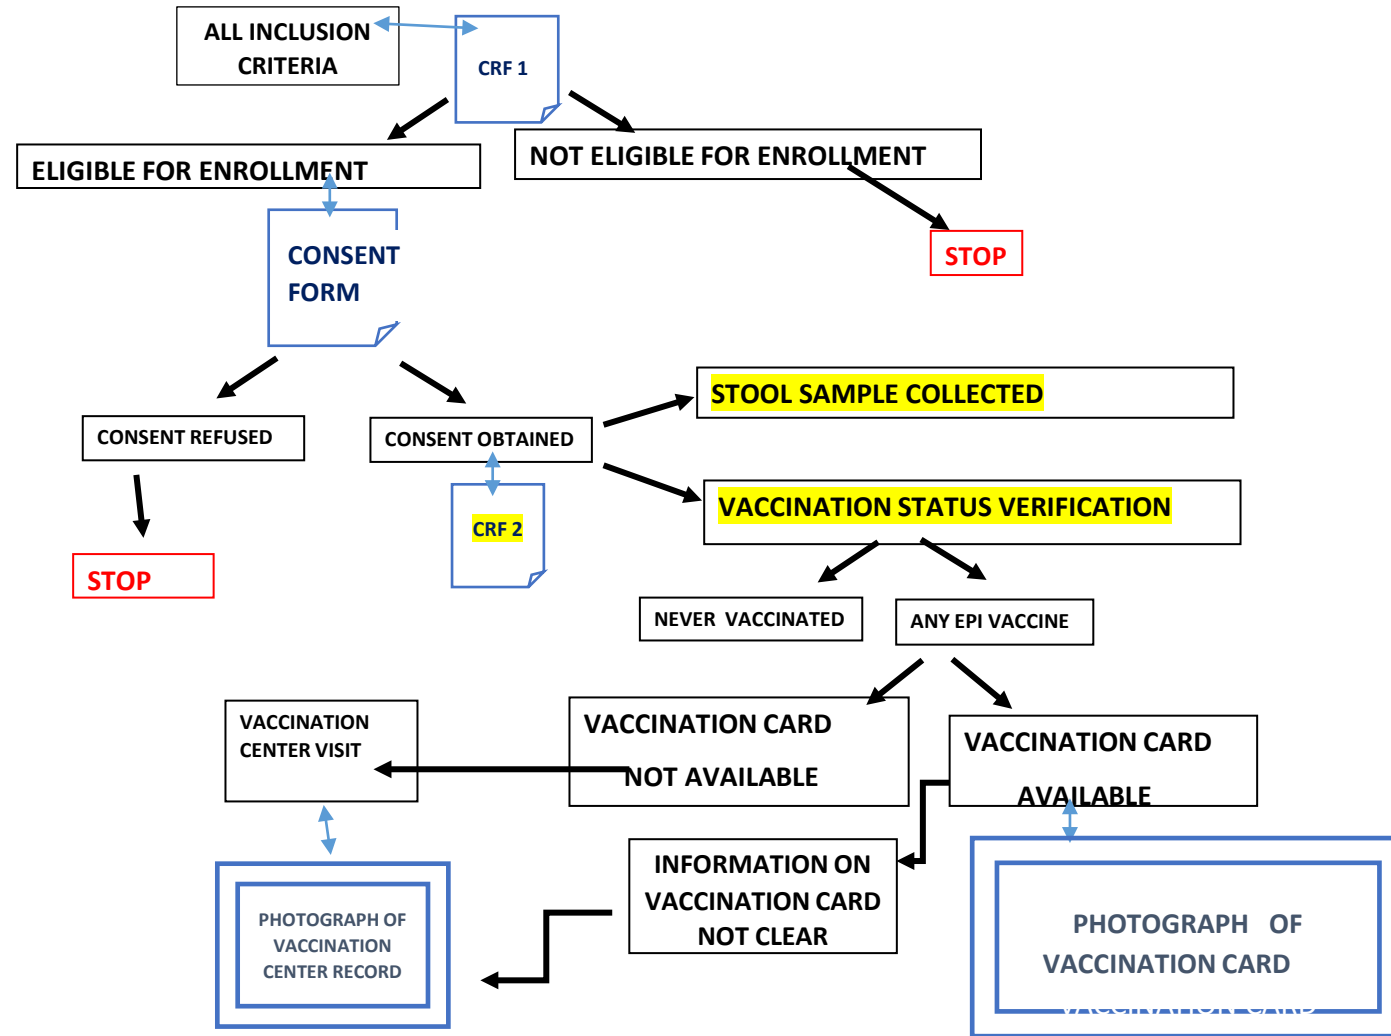 ALL INCLUSION
CRITERIA
CRF 1
ELIGIBLE FOR ENROLLMENT
NOT ELIGIBLE FOR ENROLLMENT
STOP
CONSENT
FORM
CONSENT REFUSED
CONSENT OBTAINED
STOOL SAMPLE COLLECTED
CRF 2
VACCINATION STATUS VERIFICATION
STOP
NEVER VACCINATED
ANY EPI VACCINE
VACCINATION
CENTER VISIT
VACCINATION CARD
NOT AVAILABLE
VACCINATION CARD
AVAILABLE
INFORMATION ON
VACCINATION CARD
NOT CLEAR
PHOTOGRAPH OF
VACCINATION
CENTER RECORD
PHOTOGRAPH OF
VACCINATION CARD
VACCINATION CARD